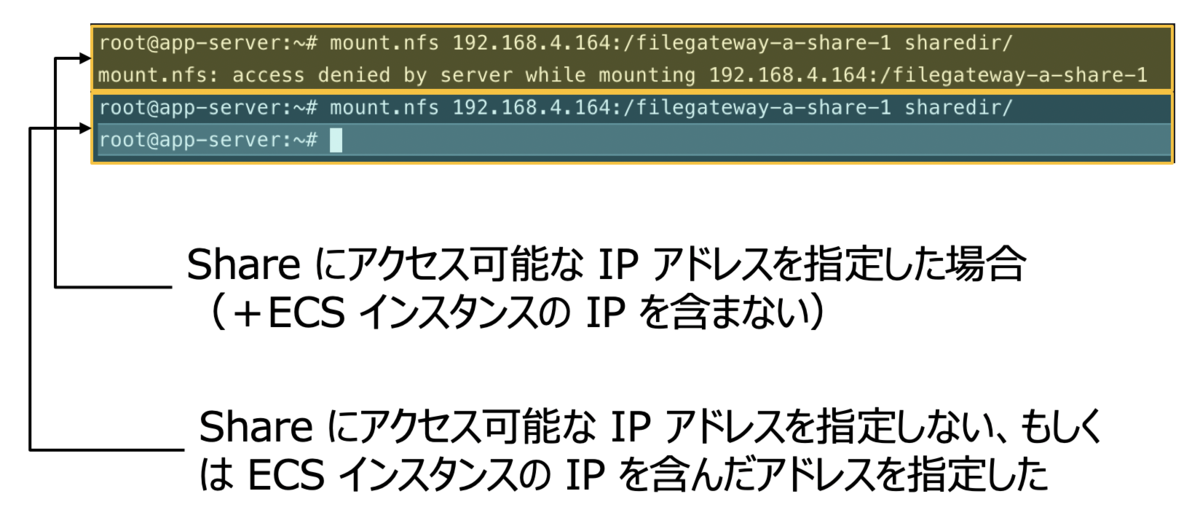 root@app-server:~# mount.nfs 192.168.4.164:/filegateway-a-share-1 sharedir/
mount.nfs: access denied by server while mounting 192.168.4.164:/filegateway-a-share-1
root@app-server:~# mount.nfs 192.168.4.164:/filegateway-a-share-1 sharedir/
root@app-server:~#
Share にアクセス可能な IP アドレスを指定した場合
（＋ECS インスタンスの IP を含まない）
Share にアクセス可能な IP アドレスを指定しない、もしく
は ECS インスタンスの IP を含んだアドレスを指定した